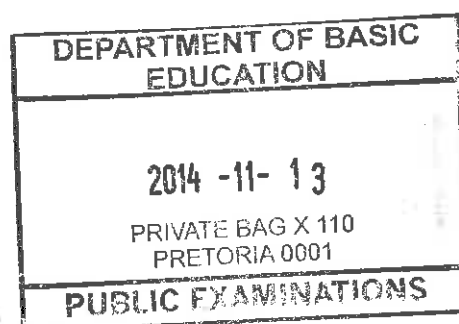 DEPARTMENT OF BASIC
EDUCATION
2014 -11- 13
PRIVATE BAG X 110
PRETORIA 0001
PUBLIC EXAMINATIONS